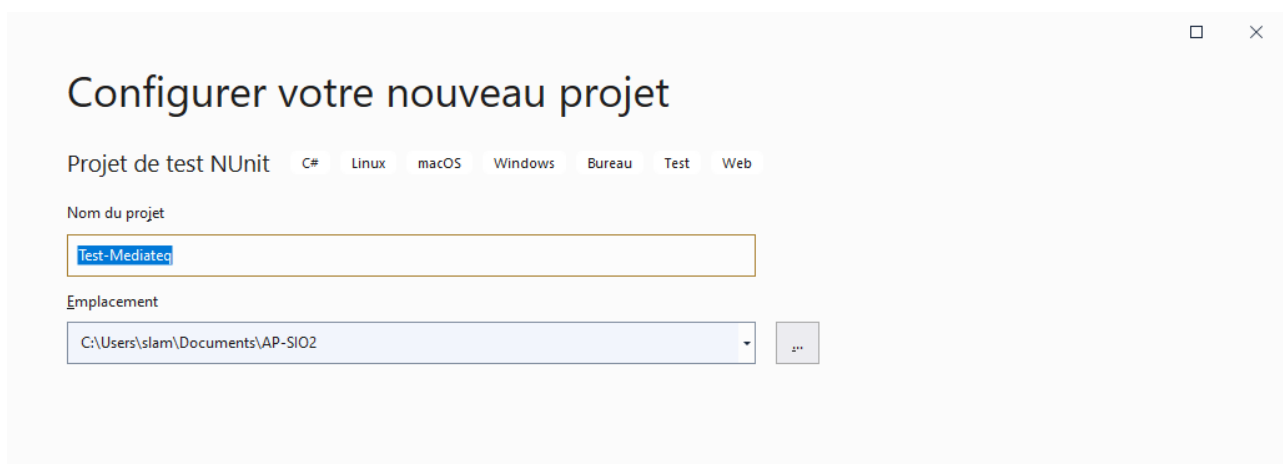 Configurer votre nouveau projet
Projet de test NUnit C# Linux macOS Windows Bureau Test Web
Nom du projet
Test-Mediateq
Emplacement
C:\Users\slam\Documents\AP-SIO2
...